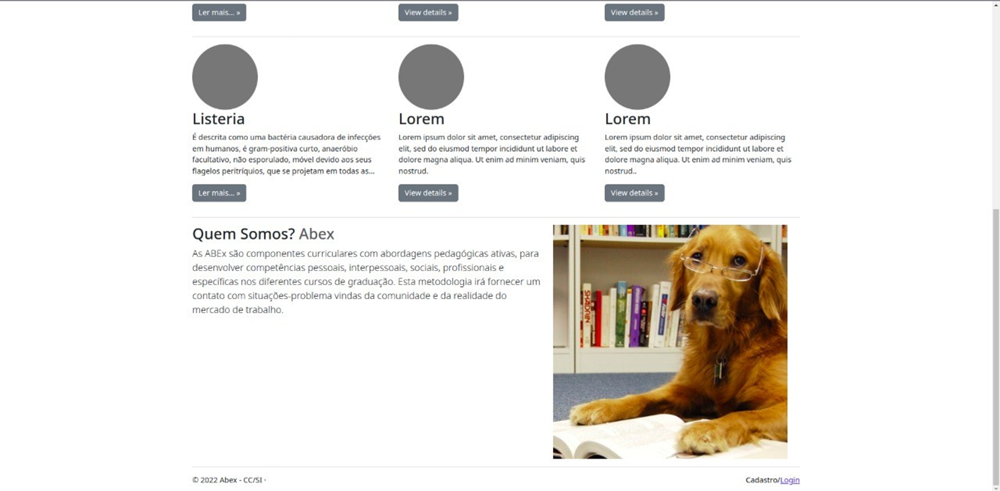 Ler mais... »
View details »
View details »
Listeria
É descrita como uma bactéria causadora de infecções
em humanos, é gram-positiva curto, anaeróbio
facultativo, não esporulado, móvel devido aos seus
flagelos peritríquios, que se projetam em todas as...
Ler mais... »
Lorem
Lorem ipsum dolor sit amet, consectetur adipiscing
elit, sed do eiusmod tempor incididunt ut labore et
dolore magna aliqua. Ut enim ad minim veniam, quis
nostrud.
View details »
Lorem
Lorem ipsum dolor sit amet, consectetur adipiscing
elit, sed do eiusmod tempor incididunt ut labore et
dolore magna aliqua. Ut enim ad minim veniam, quis
nostrud..
View details »
Quem Somos? Abex
As ABEx são componentes curriculares com abordagens pedagógicas ativas, para
desenvolver competências pessoais, interpessoais, sociais, profissionais e
específicas nos diferentes cursos de graduação. Esta metodologia irá fornecer um
contato com situações-problema vindas da comunidade e da realidade do
mercado de trabalho.
© 2022 Abex - CC/SI ·
Cadastro/Login